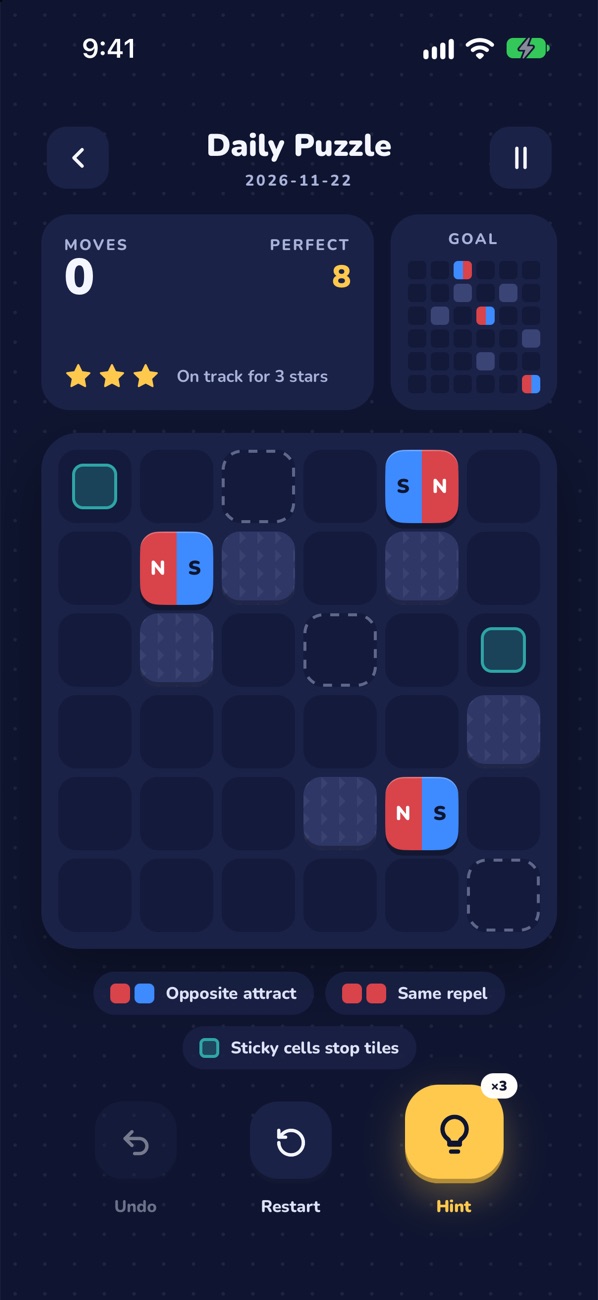 9:41
Daily Puzzle
2026-11-22
MOVES
PERFECT
GOAL
0
8
On track for 3 stars
S N
N S
N S
Opposite attract
Same repel
Sticky cells stop tiles
×3
Undo
Restart
Hint